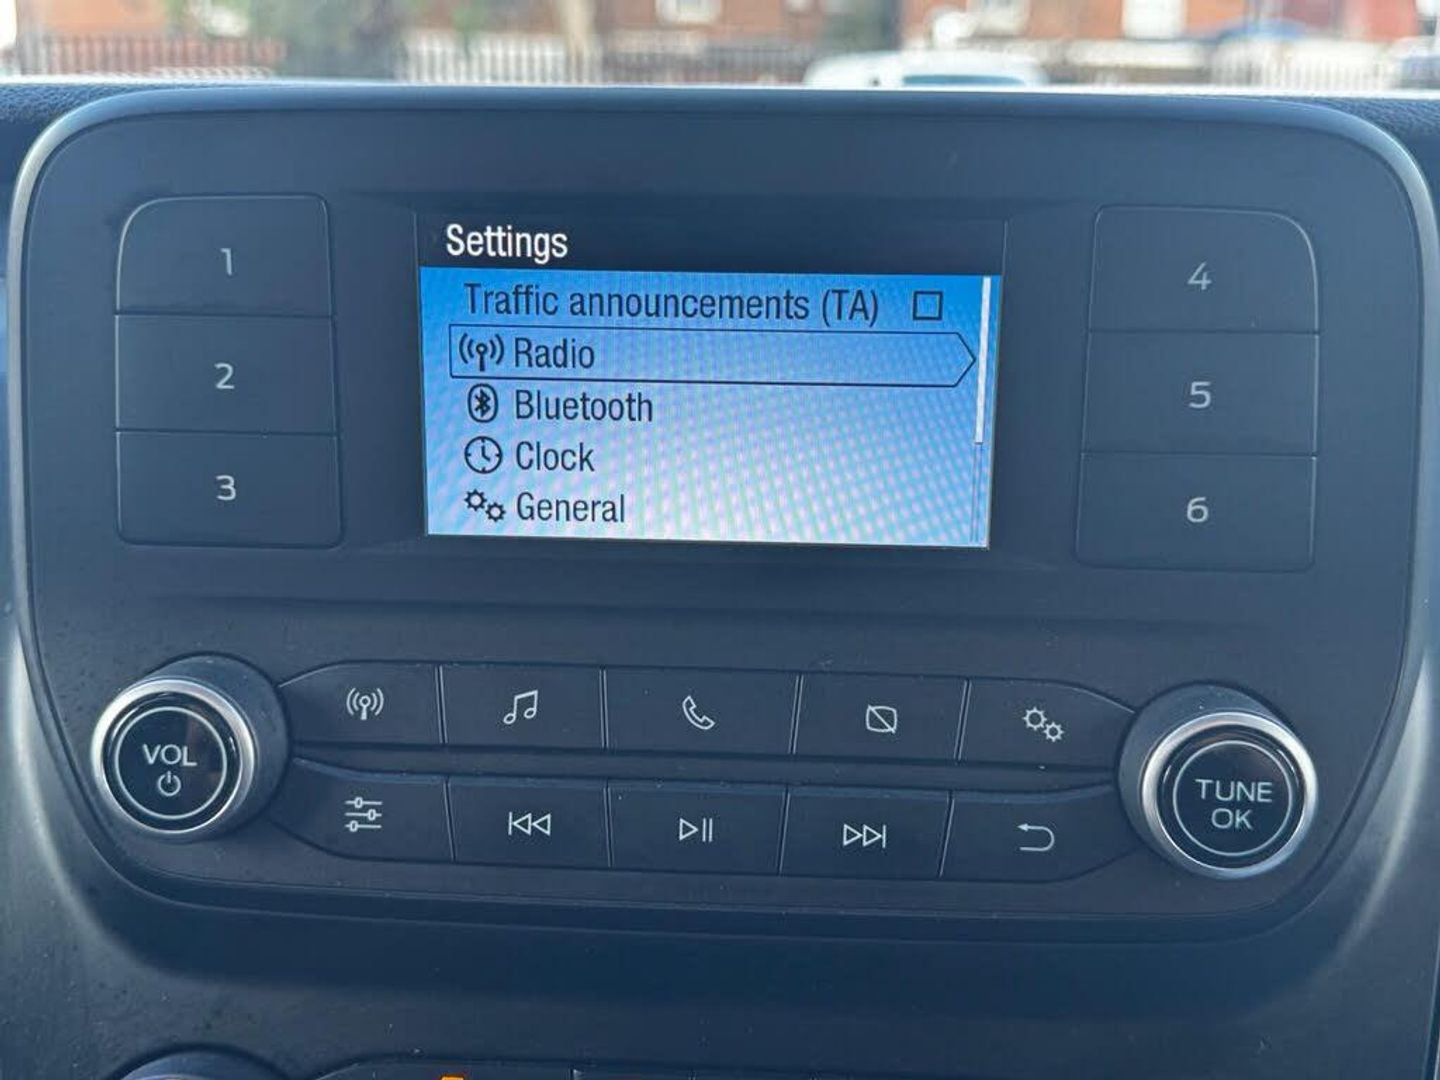 Settings
Traffic announcements (TA)
Radio
Bluetooth
Clock
General
1
2
3
4
5
6
VOL
TUNE
OK